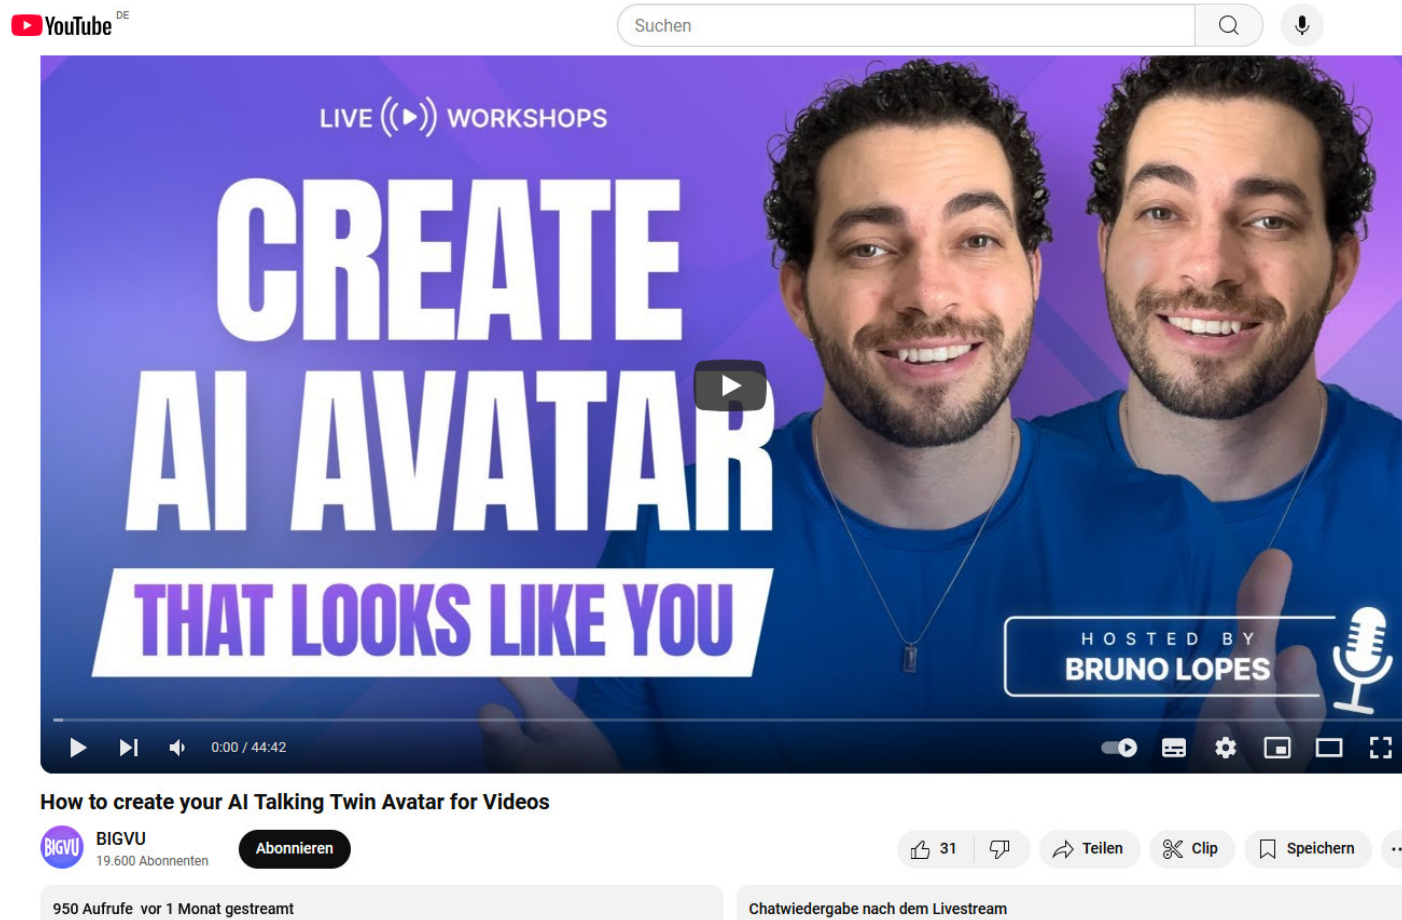 YouTube DE
Suchen
LIVE WORKSHOPS
CREATE
AI AVATAR
THAT LOOKS LIKE YOU
HOSTED BY
BRUNO LOPES
0:00 / 44:42
How to create your AI Talking Twin Avatar for Videos
BIGVU
BIGVU
19.600 Abonnenten
Abonnieren
31
Teilen
Clip
Speichern
950 Aufrufe vor 1 Monat gestreamt
Chatwiedergabe nach dem Livestream